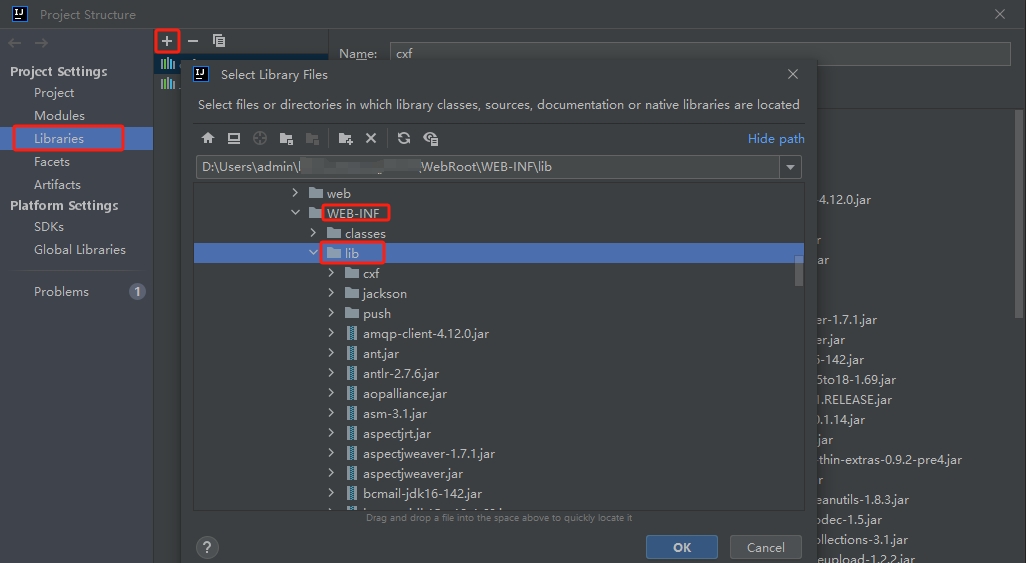 Project Structure
Name: cxf
Project Settings
Project
Modules
Libraries
Facets
Artifacts
Platform Settings
SDKs
Global Libraries
Problems 1
Select Library Files
Select files or directories in which library classes, sources, documentation or native libraries are located
Hide path
D:\Users\admin\
\WebRoot\WEB-INF\lib
web
WEB-INF
classes
lib
cxf
jackson
push
amqp-client-4.12.0.jar
ant.jar
antlr-2.7.6.jar
aopalliance.jar
asm-3.1.jar
aspectjrt.jar
aspectjweaver-1.7.1.jar
aspectjweaver.jar
bcmail-jdk16-142.jar
Drag and drop a file into the space above to quickly locate it
?
OK
Cancel
-4.12.0.jar
r
ar
er-1.7.1.jar
er.jar
6-142.jar
5to18-1.69.jar
1.RELEASE.jar
0.1.14.jar
jar
-thin-extras-0.9.2-pre4.jar
r
eanutils-1.8.3.jar
odec-1.5.jar
ollections-3.1.jar
eupload-1.2.2.jar